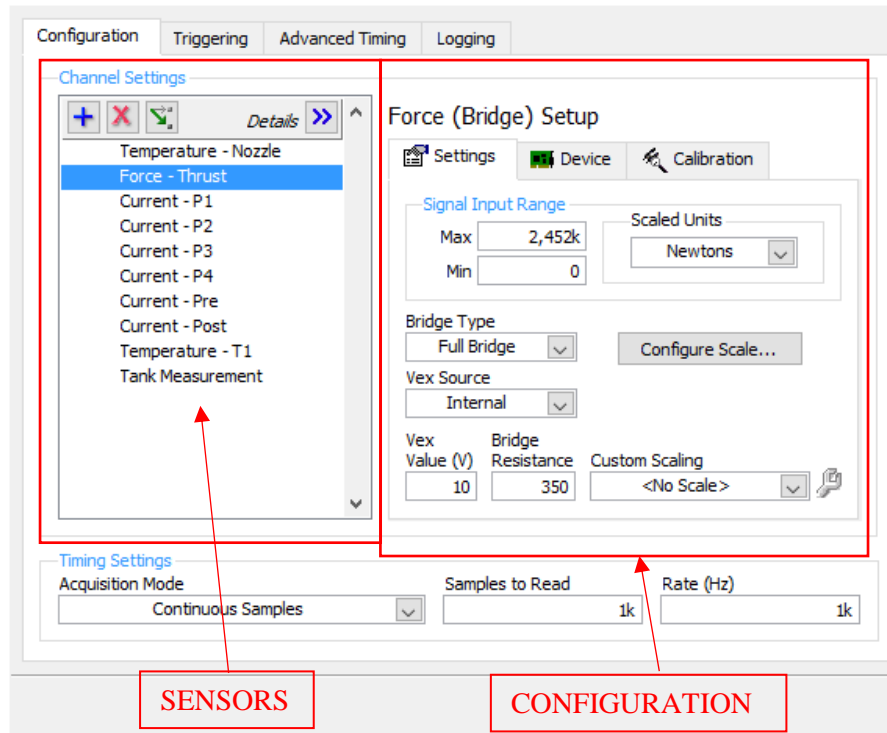 Configuration Triggering Advanced Timing Logging
Channel Settings
Details
Temperature - Nozzle
Force - Thrust
Current - P1
Current - P2
Current - P3
Current - P4
Current - Pre
Current - Post
Temperature - T1
Tank Measurement
Force (Bridge) Setup
Settings Device Calibration
Signal Input Range
Max 2,452k
Min 0
Scaled Units
Newtons
Bridge Type
Full Bridge
Configure Scale...
Vex Source
Internal
Vex Bridge
Value (V) Resistance Custom Scaling
10 350 <No Scale>
Timing Settings
Acquisition Mode Samples to Read Rate (Hz)
Continuous Samples 1k 1k
SENSORS
CONFIGURATION